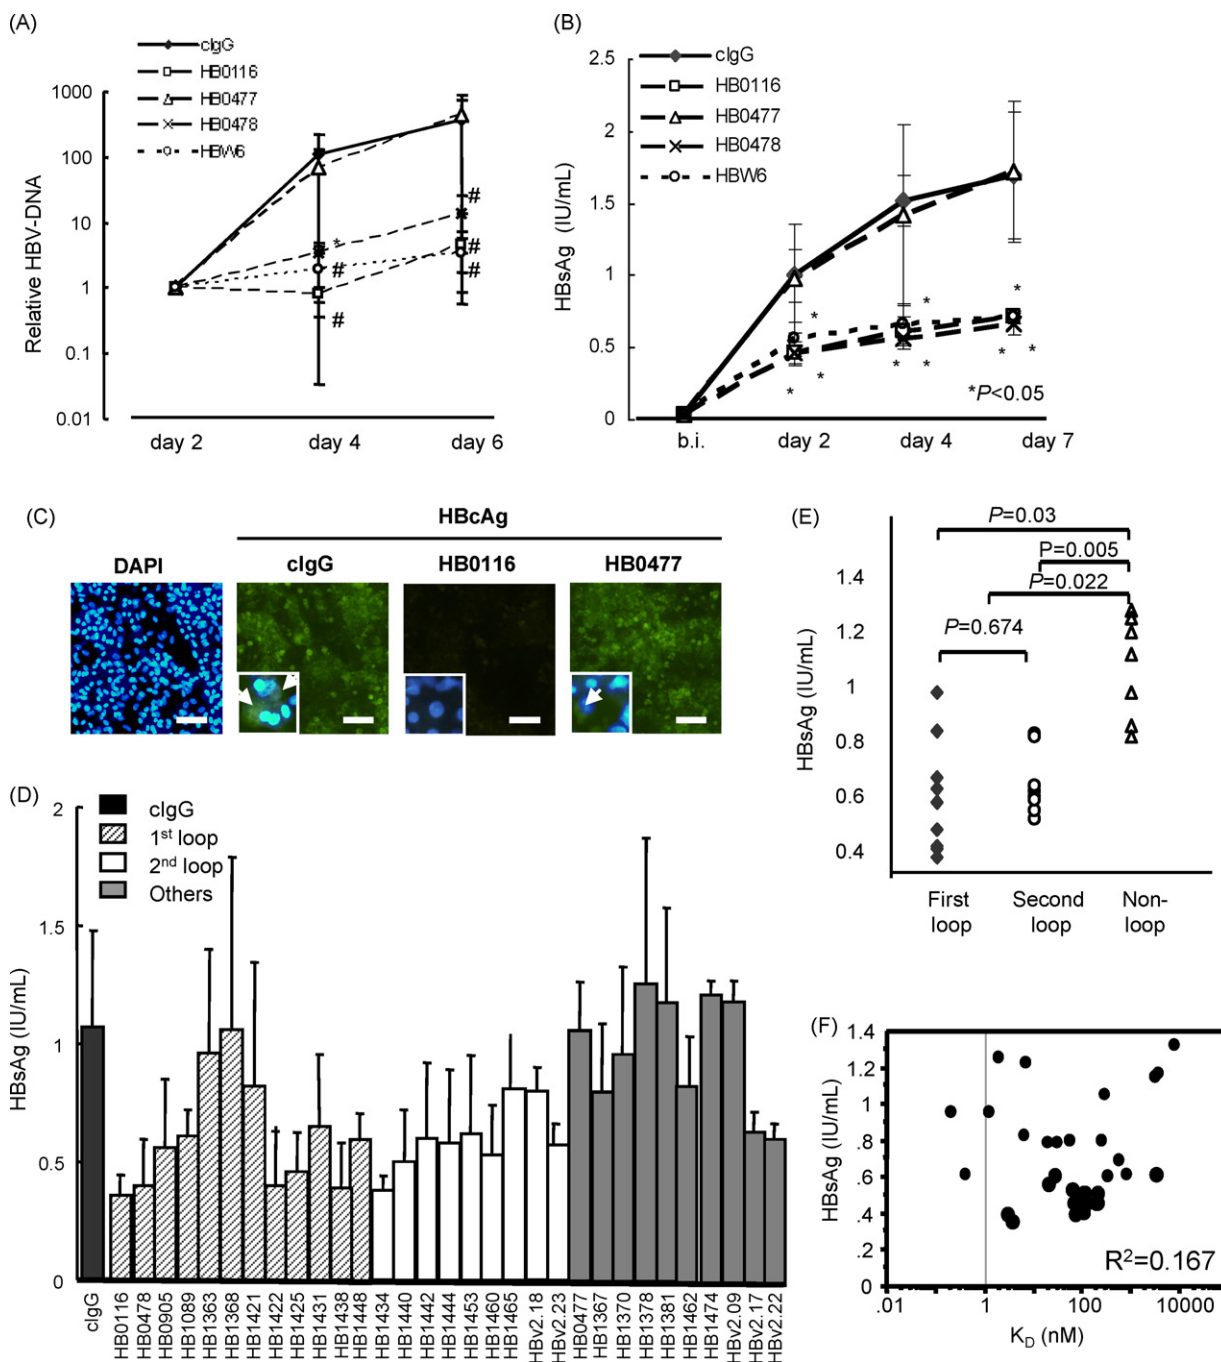 (A)
cIgG
HB0116
HB0477
HB0478
HBW6
1000
100
10
1
0.1
0.01
Relative HBV-DNA
*
#
#
#
#
#
day 2
day 4
day 6
(B)
cIgG
HB0116
HB0477
HB0478
HBW6
2.5
2
1.5
1
0.5
0
HBsAg (IU/mL)
*
*
*
*
*
*
*
*
*
*P<0.05
b.i.
day 2
day 4
day 7
(C)
HBcAg
DAPI
cIgG
HB0116
HB0477
(E)
P=0.03
P=0.005
P=0.022
P=0.674
1.4
1.2
1
0.8
0.6
0.4
HBsAg (IU/mL)
First
loop
Second
loop
Non-
loop
(D)
cIgG
1st loop
2nd loop
Others
2
1.5
1
0.5
0
HBsAg (IU/mL)
cIgG
HB0116
HB0478
HB0905
HB1089
HB1363
HB1368
HB1421
HB1422
HB1425
HB1431
HB1438
HB1448
HB1434
HB1440
HB1442
HB1444
HB1453
HB1460
HB1465
HBv2.18
HBv2.23
HB0477
HB1367
HB1370
HB1378
HB1381
HB1462
HB1474
HBv2.09
HBv2.17
HBv2.22
(F)
1.4
1.2
1
.8
.6
.4
.2
0
HBsAg (IU/mL)
R2=0.167
.01
1
100
10000
KD (nM)